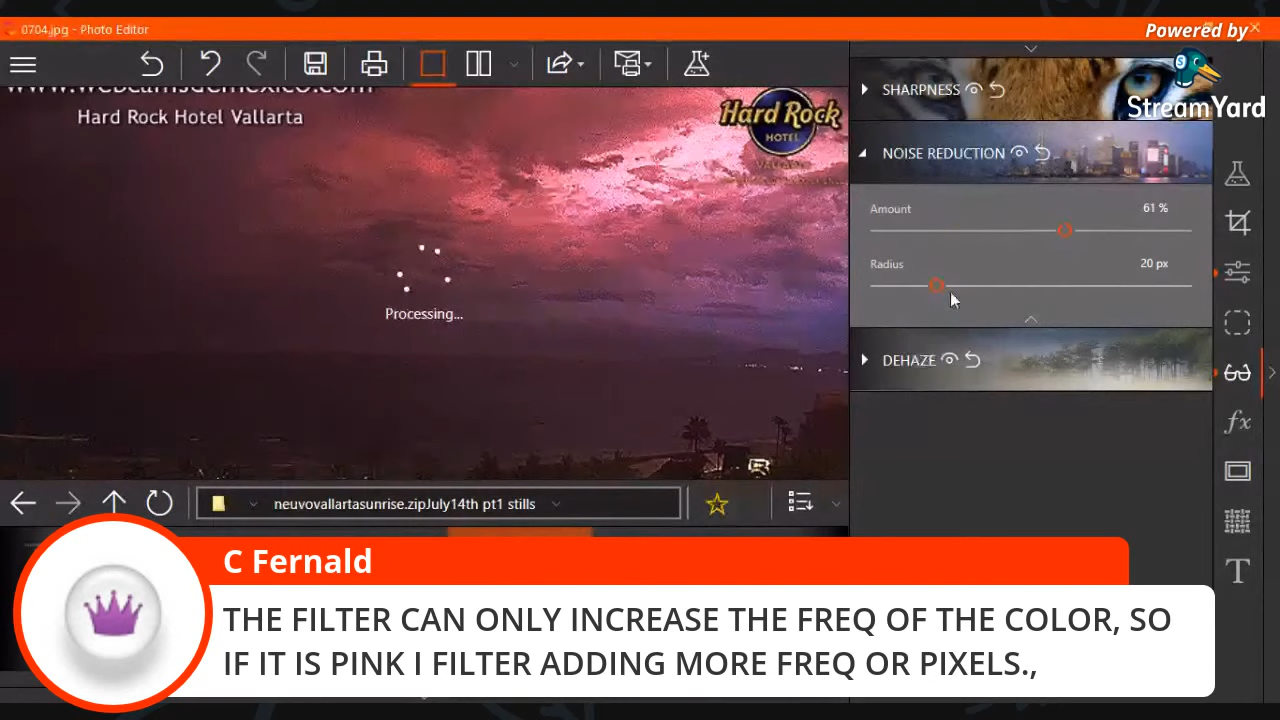 0704.jpg - Photo Editor
Powered by
StreamYard
www.webcamsdemexico.com
Hard Rock Hotel Vallarta
Hard Rock
HOTEL
VALLARTA
SHARPNESS
NOISE REDUCTION
Amount
61 %
Radius
20 px
Processing...
DEHAZE
fx
T
neuvovallartasunrise.zipJuly14th pt1 stills
C Fernald
THE FILTER CAN ONLY INCREASE THE FREQ OF THE COLOR, SO
IF IT IS PINK I FILTER ADDING MORE FREQ OR PIXELS.,